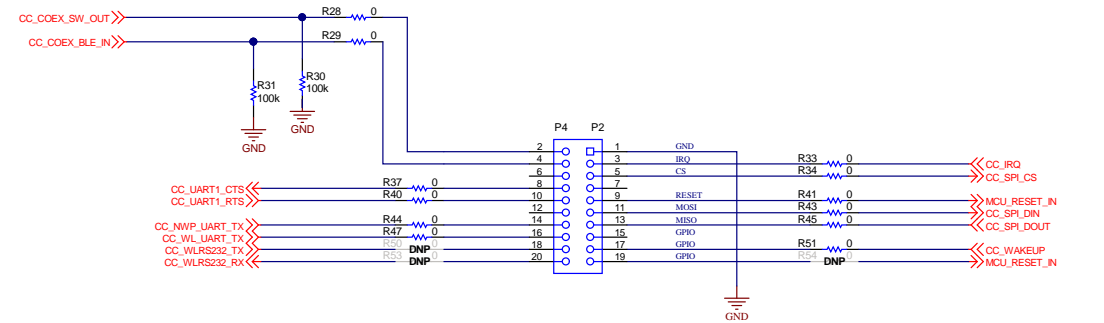 CC_COEX_SW_OUT R28 0
CC_COEX_BLE_IN R29 0
R31 100k
R30 100k
GND
GND
P4 P2
2 1 GND
4 3 IRQ R33 0 CC_IRQ
6 5 CS R34 0 CC_SPI_CS
CC_UART1_CTS R37 0 8 7
CC_UART1_RTS R40 0 10 9 RESET R41 0 MCU_RESET_IN
12 11 MOSI R43 0 CC_SPI_DIN
CC_NWP_UART_TX R44 0 14 13 MISO R45 0 CC_SPI_DOUT
CC_WL_UART_TX R47 0 16 15 GPIO
CC_WLRS232_TX R50 DNP 0 18 17 GPIO R51 0 CC_WAKEUP
CC_WLRS232_RX R53 DNP 0 20 19 GPIO R54 DNP 0 MCU_RESET_IN
GND